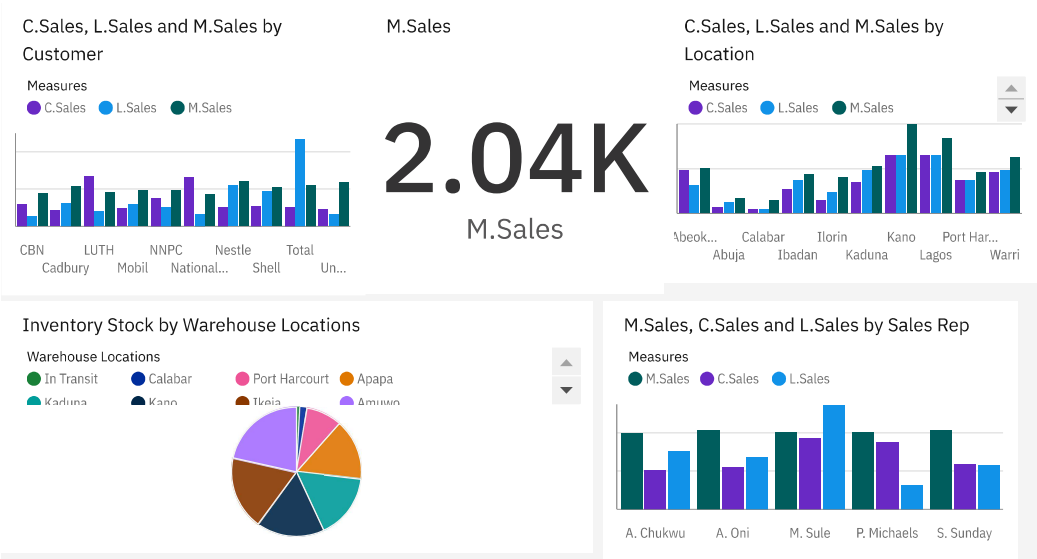 C.Sales, L.Sales and M.Sales by
Customer
Measures
C.Sales L.Sales M.Sales
CBN LUTH NNPC Nestle Total
Cadbury Mobil National... Shell Un...
M.Sales
2.04K
M.Sales
C.Sales, L.Sales and M.Sales by
Location
Measures
C.Sales L.Sales M.Sales
Abeok... Calabar Ilorin Kano Port Har...
Abuja Ibadan Kaduna Lagos Warri
Inventory Stock by Warehouse Locations
Warehouse Locations
In Transit Calabar Port Harcourt Apapa
Kaduna Kano Ikeja Amuwo
M.Sales, C.Sales and L.Sales by Sales Rep
Measures
M.Sales C.Sales L.Sales
A. Chukwu A. Oni M. Sule P. Michaels S. Sunday